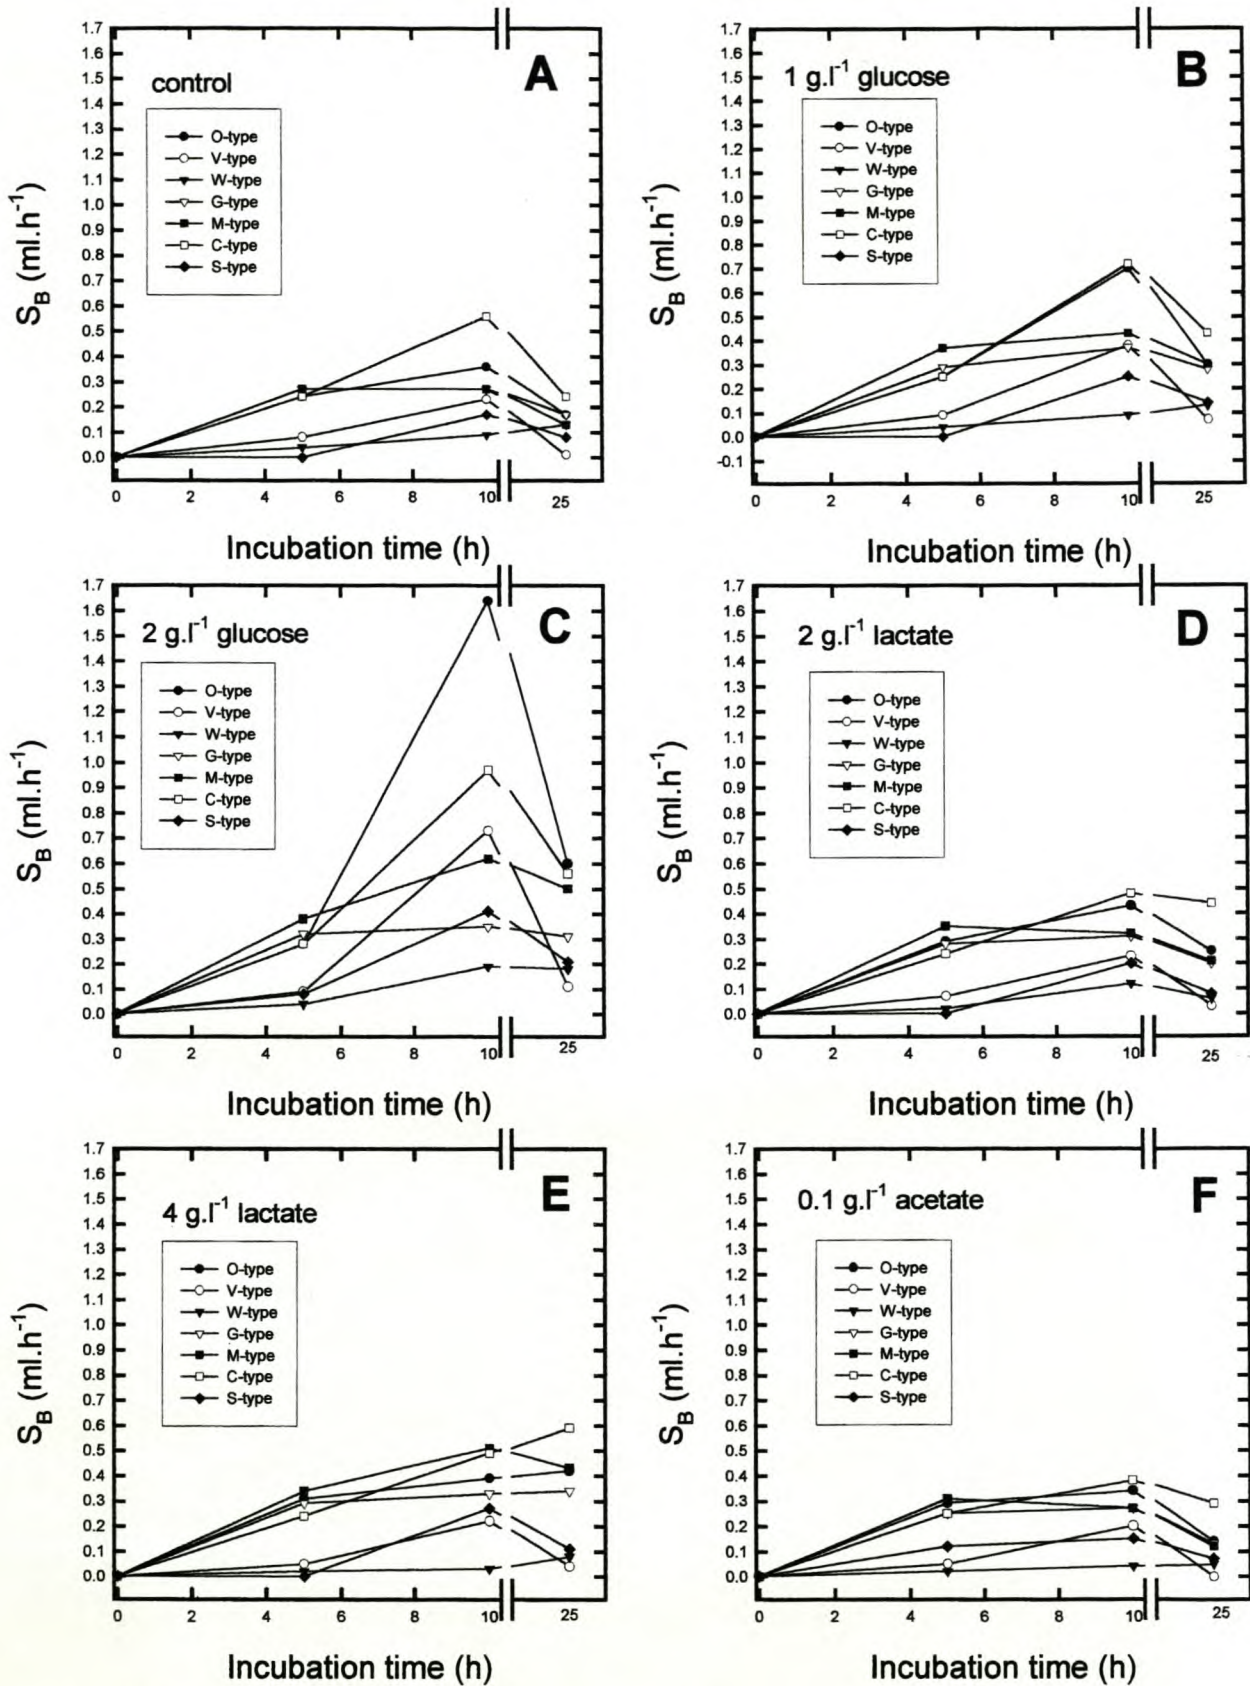 A
control
O-type
V-type
W-type
G-type
M-type
C-type
S-type
1.7
1.6
1.5
1.4
1.3
1.2
1.1
1.0
0.9
0.8
0.7
0.6
0.5
0.4
0.3
0.2
0.1
0.0
S_B (ml.h⁻¹)
0 2 4 6 8 10 25
Incubation time (h)
B
1 g.l⁻¹ glucose
O-type
V-type
W-type
G-type
M-type
C-type
S-type
1.7
1.6
1.5
1.4
1.3
1.2
1.1
1.0
0.9
0.8
0.7
0.6
0.5
0.4
0.3
0.2
0.1
0.0
-0.1
S_B (ml.h⁻¹)
0 2 4 6 8 10 25
Incubation time (h)
C
2 g.l⁻¹ glucose
O-type
V-type
W-type
G-type
M-type
C-type
S-type
1.7
1.6
1.5
1.4
1.3
1.2
1.1
1.0
0.9
0.8
0.7
0.6
0.5
0.4
0.3
0.2
0.1
0.0
S_B (ml.h⁻¹)
0 2 4 6 8 10 25
Incubation time (h)
D
2 g.l⁻¹ lactate
O-type
V-type
W-type
G-type
M-type
C-type
S-type
1.7
1.6
1.5
1.4
1.3
1.2
1.1
1.0
0.9
0.8
0.7
0.6
0.5
0.4
0.3
0.2
0.1
0.0
S_B (ml.h⁻¹)
0 2 4 6 8 10 25
Incubation time (h)
E
4 g.l⁻¹ lactate
O-type
V-type
W-type
G-type
M-type
C-type
S-type
1.7
1.6
1.5
1.4
1.3
1.2
1.1
1.0
0.9
0.8
0.7
0.6
0.5
0.4
0.3
0.2
0.1
0.0
S_B (ml.h⁻¹)
0 2 4 6 8 10 25
Incubation time (h)
F
0.1 g.l⁻¹ acetate
O-type
V-type
W-type
G-type
M-type
C-type
S-type
1.7
1.6
1.5
1.4
1.3
1.2
1.1
1.0
0.9
0.8
0.7
0.6
0.5
0.4
0.3
0.2
0.1
0.0
S_B (ml.h⁻¹)
0 2 4 6 8 10 25
Incubation time (h)